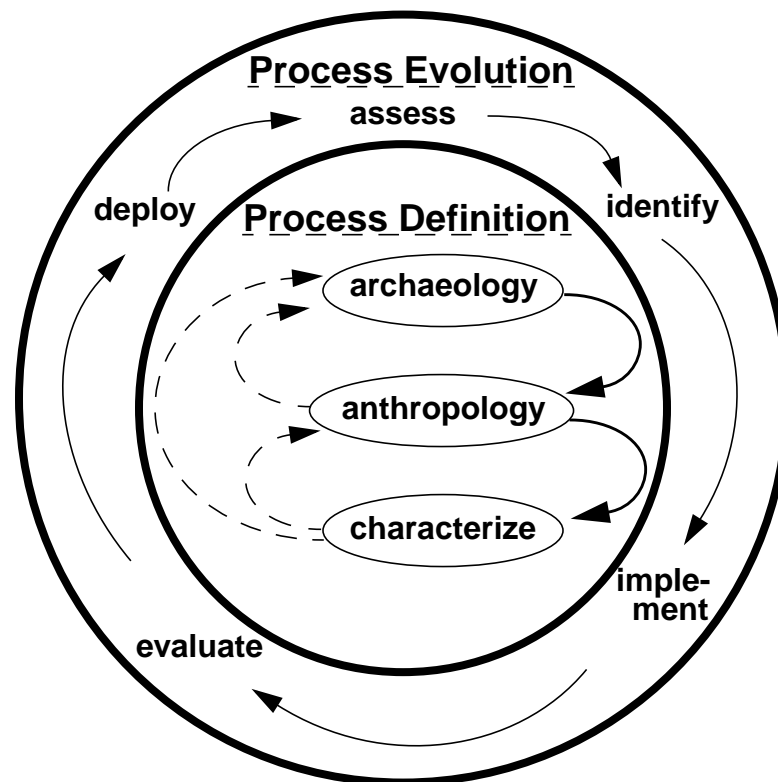 Process Evolution
assess
deploy
identify
Process Definition
archaeology
anthropology
characterize
imple-
ment
evaluate